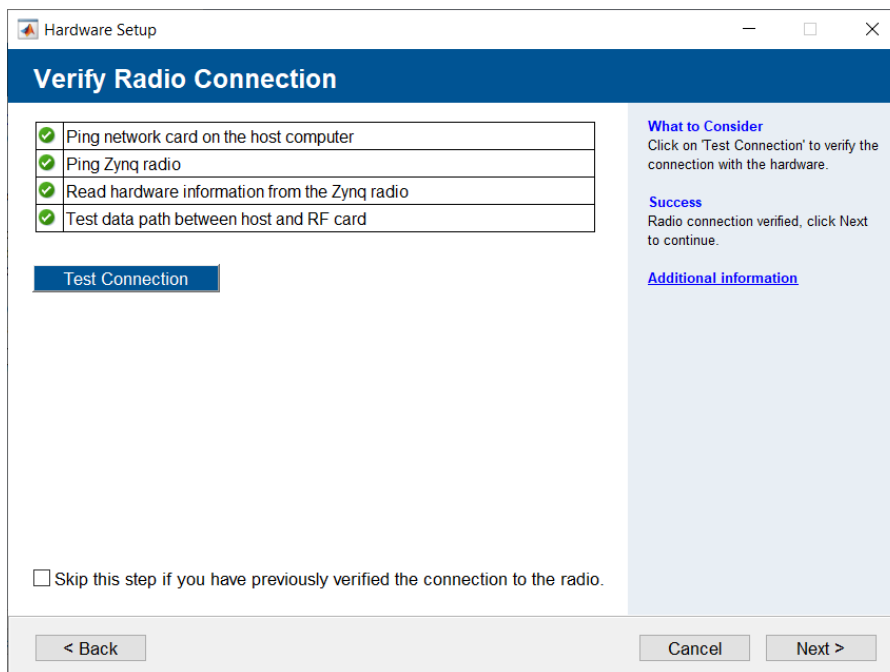 Hardware Setup
Verify Radio Connection
Ping network card on the host computer
Ping Zynq radio
Read hardware information from the Zynq radio
Test data path between host and RF card
Test Connection
What to Consider
Click on 'Test Connection' to verify the
connection with the hardware.
Success
Radio connection verified, click Next
to continue.
Additional information
Skip this step if you have previously verified the connection to the radio.
< Back
Cancel
Next >